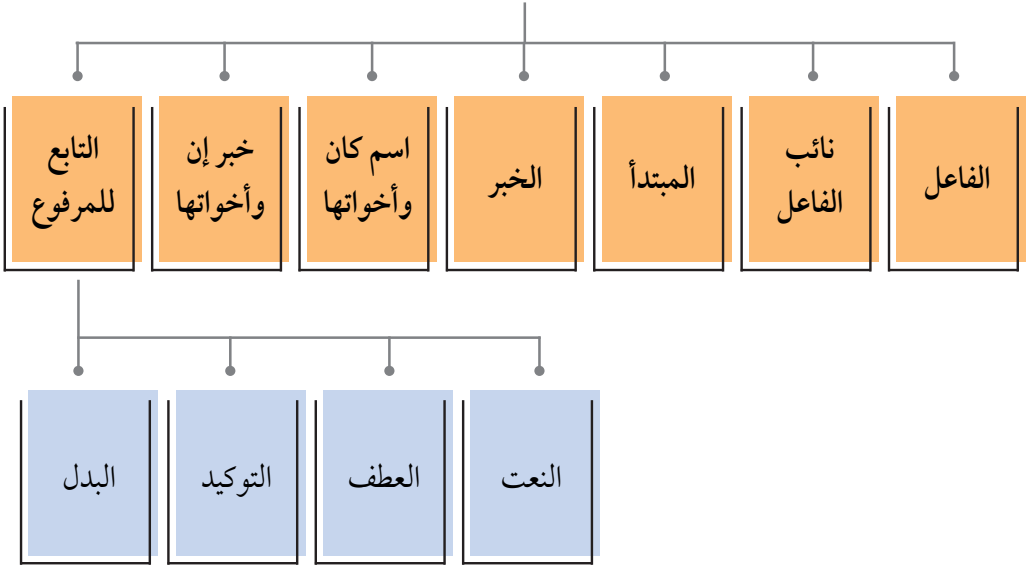 الفاعل
نائب
الفاعل
المبتدأ
الخبر
اسم كان
وأخواتها
خبر إن
وأخواتها
التابع
للمرفوع
النعت
العطف
التوكيد
البدل